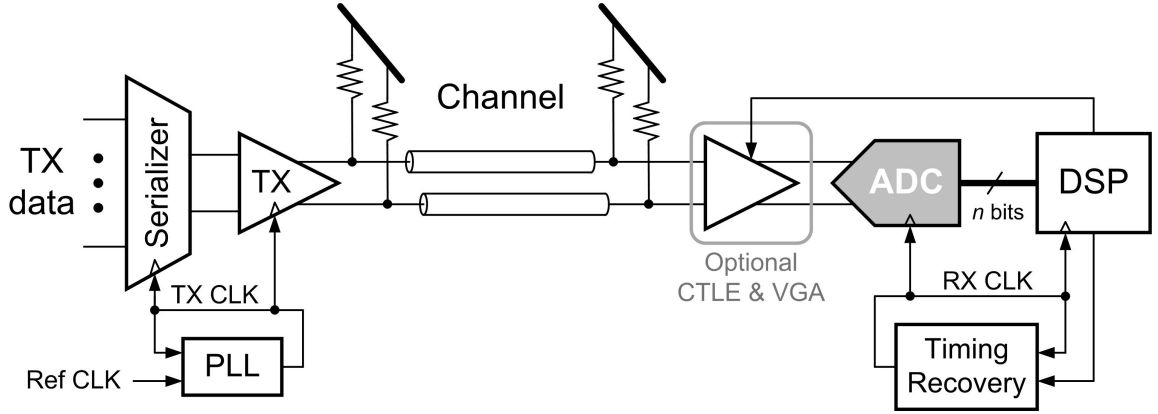 Channel
TX
data
Serializer
TX
ADC
n bits
DSP
Optional
CTLE & VGA
TX CLK
RX CLK
PLL
Ref CLK
Timing
Recovery